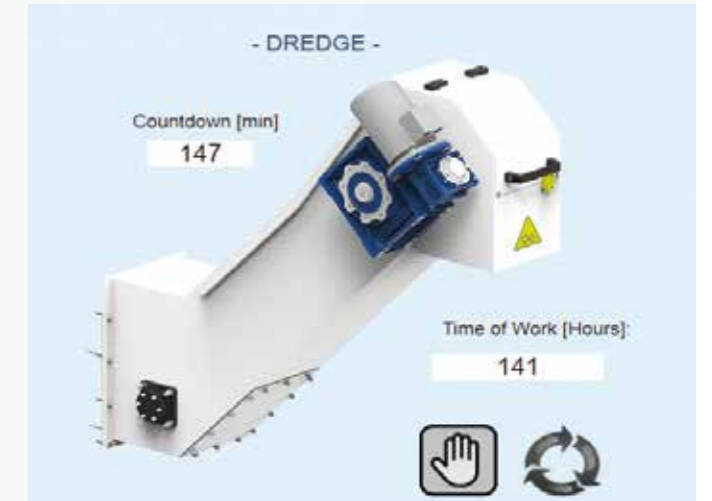 - DREDGE -
Countdown [min]
147
Time of Work [Hours]:
141